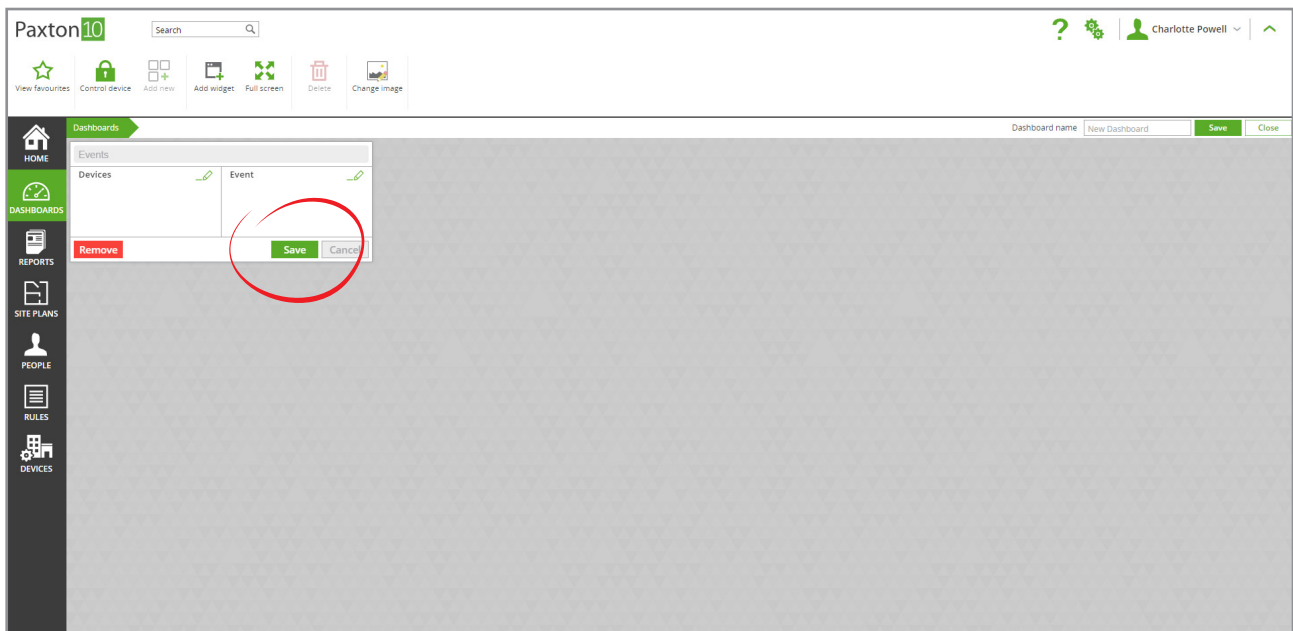 Paxton10
Search
Charlotte Powell
View favourites
Control device
Add new
Add widget
Full screen
Delete
Change image
Dashboards
Dashboard name
New Dashboard
Save
Close
HOME
DASHBOARDS
REPORTS
SITE PLANS
PEOPLE
RULES
DEVICES
Events
Devices
Event
Remove
Save
Cancel